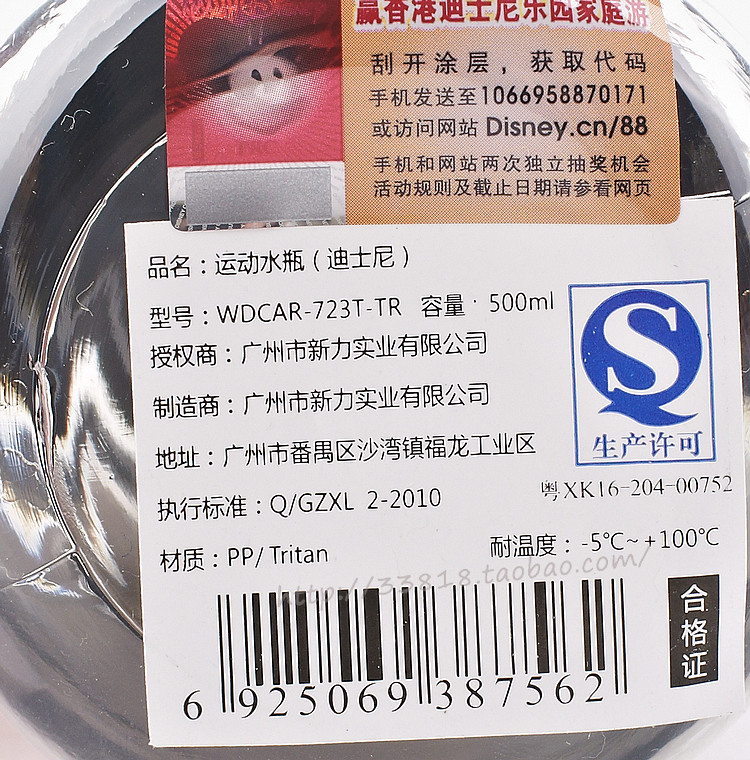 赢香港迪士尼乐园家庭游
刮开涂层，获取代码
手机发送至1066958870171
或访问网站 Disney.cn/88
手机和网站两次独立抽奖机会
活动规则及截止日期请参看网页
品名：运动水瓶（迪士尼）
型号：WDCAR-723T-TR 容量：500ml
授权商：广州市新力实业有限公司
制造商：广州市新力实业有限公司
地址：广州市番禺区沙湾镇福龙工业区
执行标准：Q/GZXL 2-2010
材质：PP/Tritan
耐温度：-5℃~+100℃
S
生产许可
粤XK16-204-00752
http://33818.taobao.com/
合格证
6 925069 387562